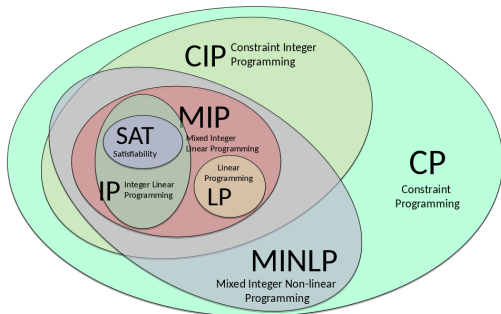 CIP
Constraint Integer
Programming
MIP
Mixed Integer
Linear Programming
SAT
Satisfiability
IP
Integer Linear
Programming
Linear
Programming
LP
CP
Constraint
Programming
MINLP
Mixed Integer Non-linear
Programming